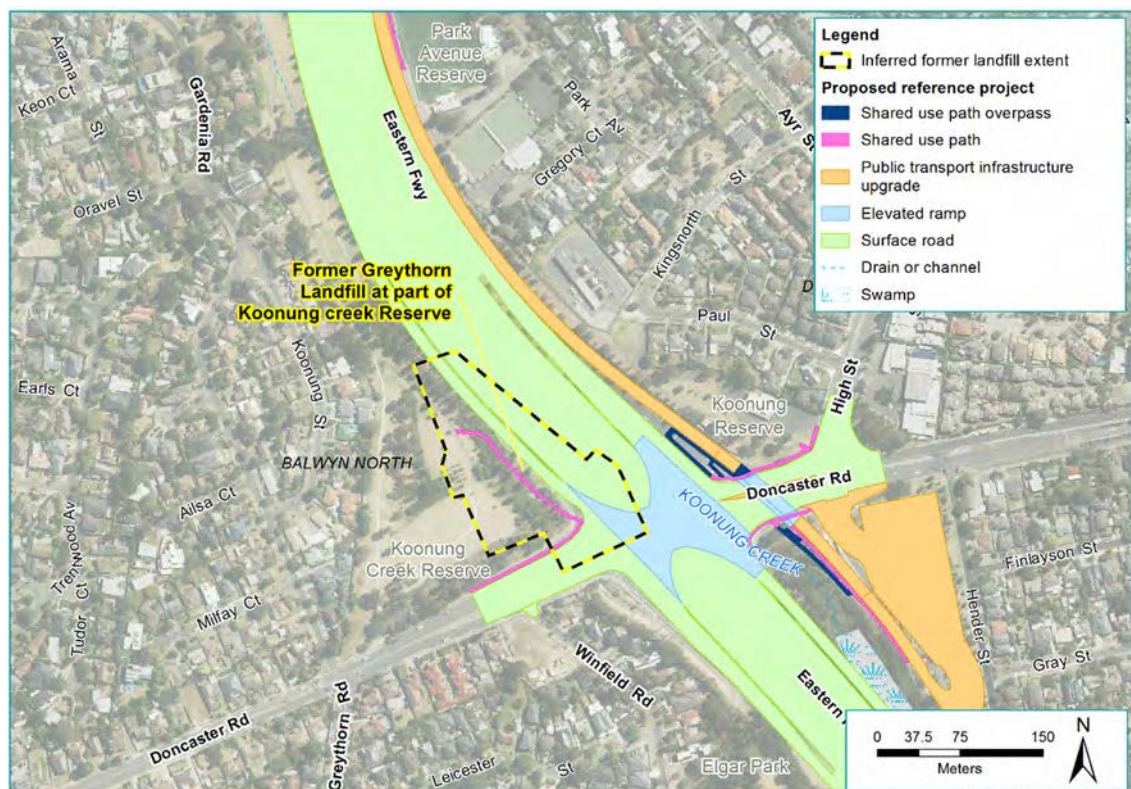 Legend
Inferred former landfill extent
Proposed reference project
Shared use path overpass
Shared use path
Public transport infrastructure
upgrade
Elevated ramp
Surface road
Drain or channel
Swamp
Park
Avenue
Reserve
Arama
St
Keon Ct
Gardenia Rd
Oravel St
Eastern Fwy
Park Av
Gregory Ct
Ayr St
Kingsnorth
St
Former Greythorn
Landfill at part of
Koonung creek Reserve
Paul
St
High St
Earls Ct
Koonung
St
Koonung
Reserve
BALWYN NORTH
Doncaster Rd
KOONUNG CREEK
Ailsa Ct
Trentwood Av
Koonung
Creek Reserve
Finlayson St
Milfay Ct
Tudor Ct
Hender St
Gray St
Winfield Rd
Eastern
Doncaster Rd
Greythorn Rd
Leicester
St
Elgar Park
0 37.5 75 150
Meters
N